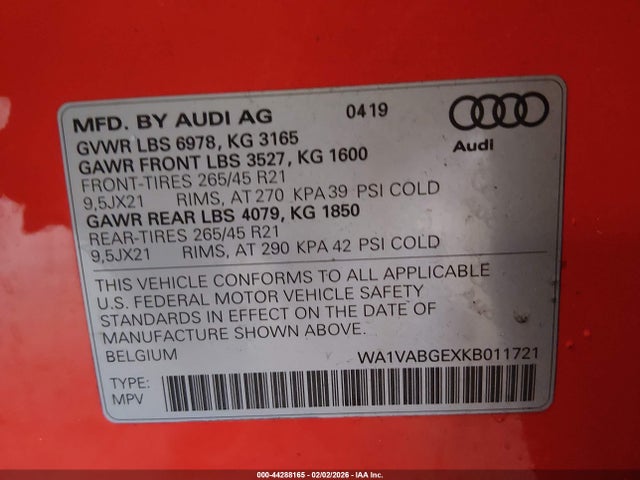 MFD. BY AUDI AG 0419
GVWR LBS 6978, KG 3165
GAWR FRONT LBS 3527, KG 1600
FRONT-TIRES 265/45 R21
9,5JX21 RIMS, AT 270 KPA 39 PSI COLD
GAWR REAR LBS 4079, KG 1850
REAR-TIRES 265/45 R21
9,5JX21 RIMS, AT 290 KPA 42 PSI COLD
Audi
THIS VEHICLE CONFORMS TO ALL APPLICABLE
U.S. FEDERAL MOTOR VEHICLE SAFETY
STANDARDS IN EFFECT ON THE DATE OF
MANUFACTURE SHOWN ABOVE.
BELGIUM WA1VABGEXKB011721
TYPE:
MPV
000-44288165 - 02/02/2026 - IAA Inc.